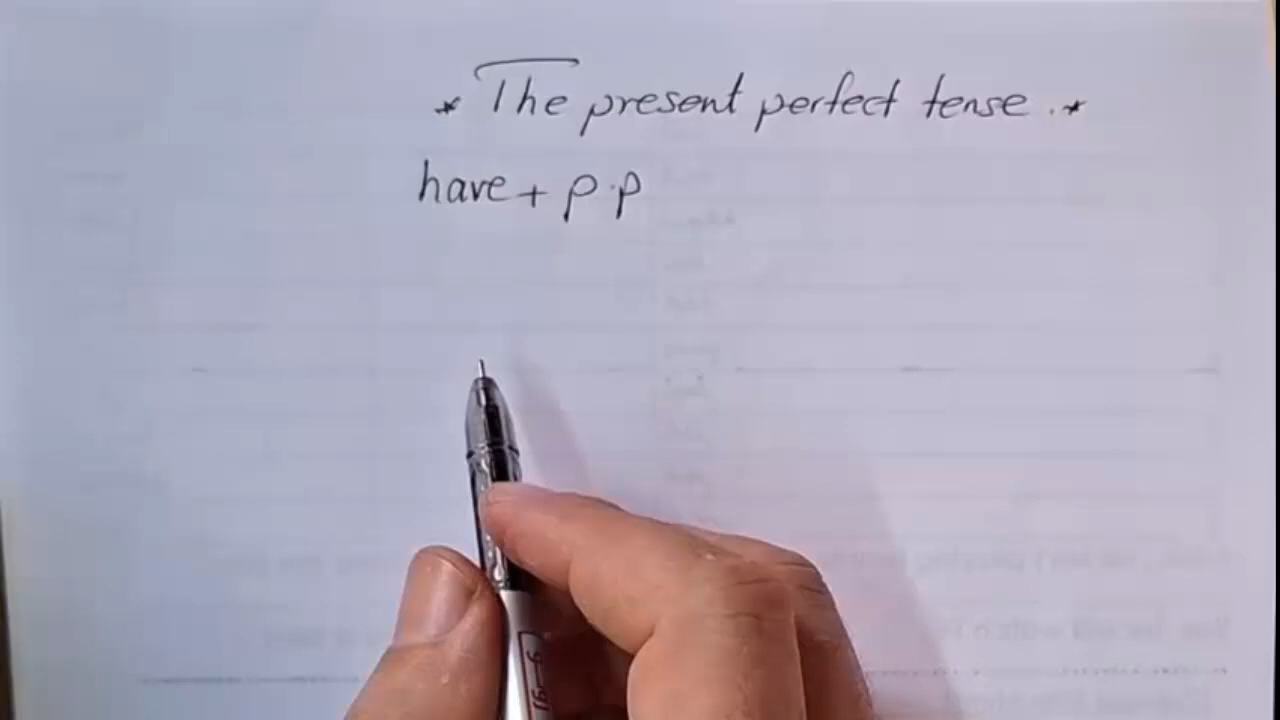 * The present perfect tense. *
have + p.p